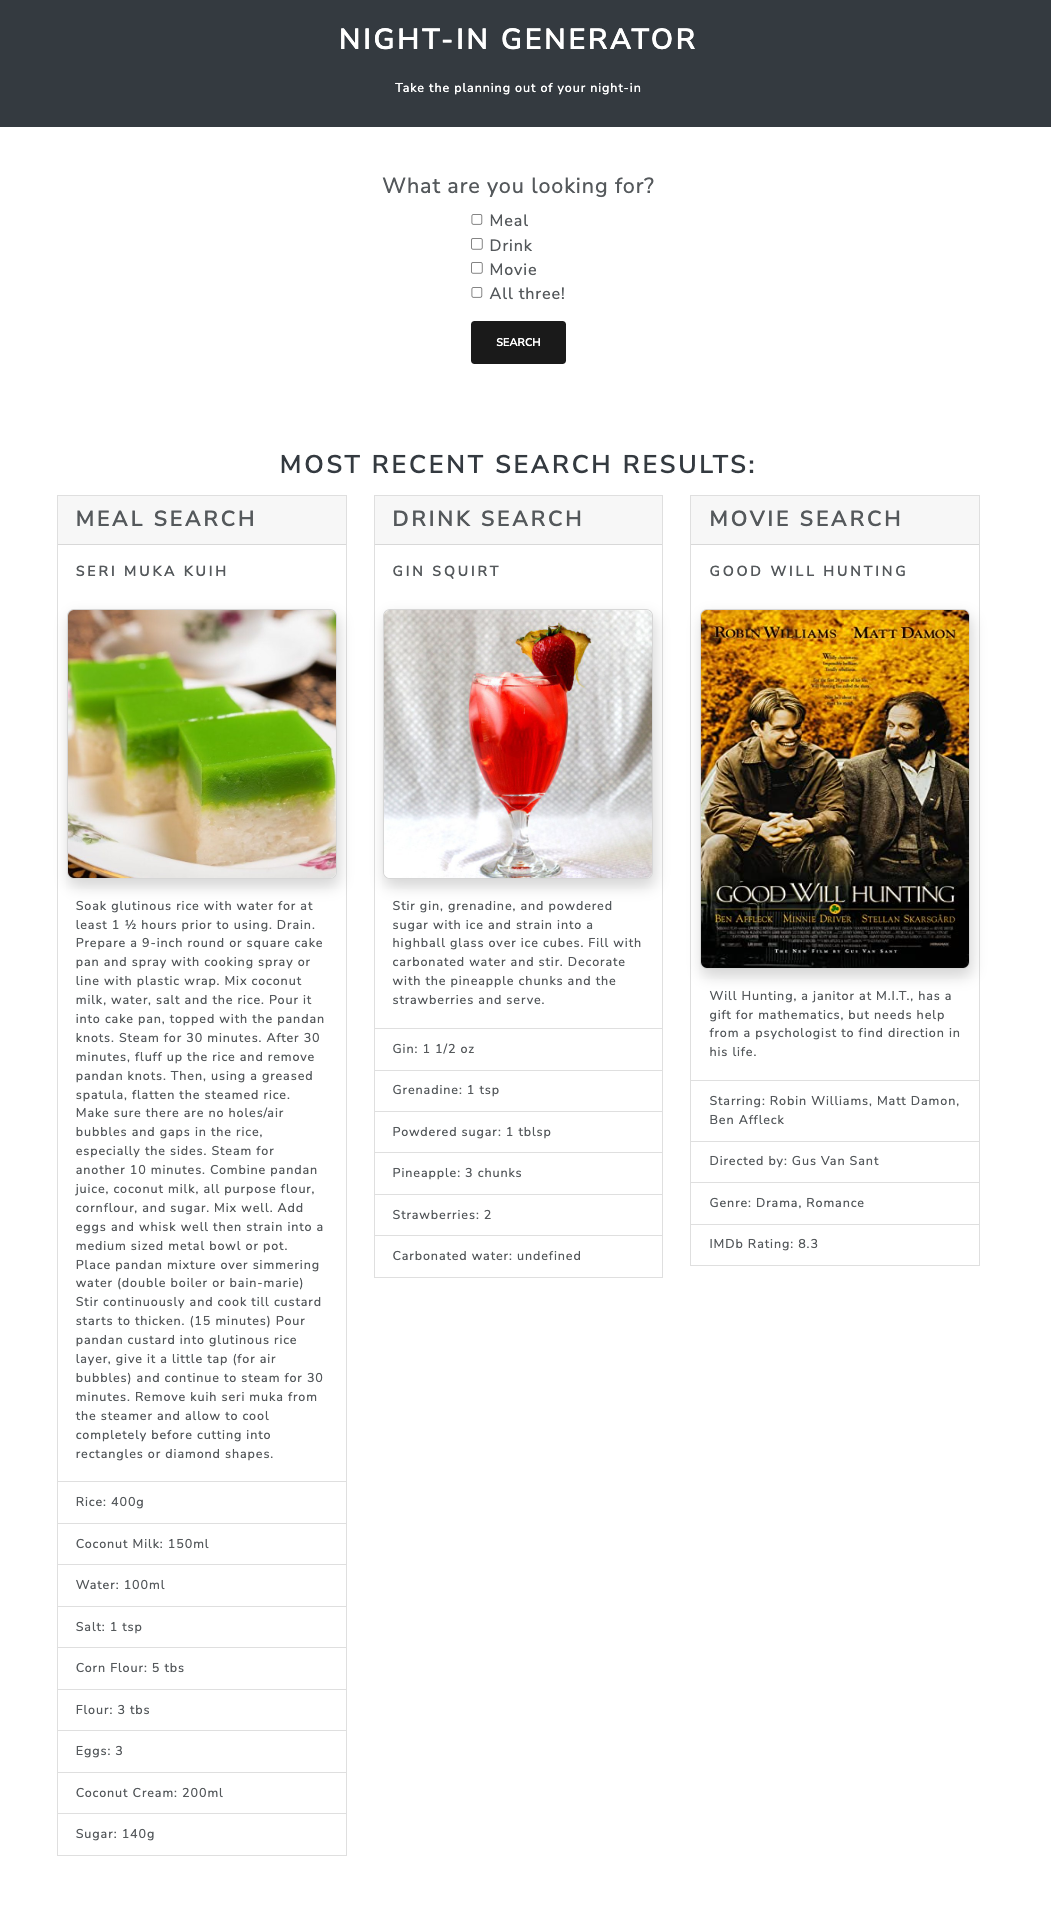 NIGHT-IN GENERATOR
Take the planning out of your night-in
What are you looking for?
Meal
Drink
Movie
All three!
SEARCH
MOST RECENT SEARCH RESULTS:
MEAL SEARCH
SERI MUKA KUIH
Soak glutinous rice with water for at
least 1 ½ hours prior to using. Drain.
Prepare a 9-inch round or square cake
pan and spray with cooking spray or
line with plastic wrap. Mix coconut
milk, water, salt and the rice. Pour it
into cake pan, topped with the pandan
knots. Steam for 30 minutes. After 30
minutes, fluff up the rice and remove
pandan knots. Then, using a greased
spatula, flatten the steamed rice.
Make sure there are no holes/air
bubbles and gaps in the rice,
especially the sides. Steam for
another 10 minutes. Combine pandan
juice, coconut milk, all purpose flour,
cornflour, and sugar. Mix well. Add
eggs and whisk well then strain into a
medium sized metal bowl or pot.
Place pandan mixture over simmering
water (double boiler or bain-marie)
Stir continuously and cook till custard
starts to thicken. (15 minutes) Pour
pandan custard into glutinous rice
layer, give it a little tap (for air
bubbles) and continue to steam for 30
minutes. Remove kuih seri muka from
the steamer and allow to cool
completely before cutting into
rectangles or diamond shapes.
Rice: 400g
Coconut Milk: 150ml
Water: 100ml
Salt: 1 tsp
Corn Flour: 5 tbs
Flour: 3 tbs
Eggs: 3
Coconut Cream: 200ml
Sugar: 140g
DRINK SEARCH
GIN SQUIRT
Stir gin, grenadine, and powdered
sugar with ice and strain into a
highball glass over ice cubes. Fill with
carbonated water and stir. Decorate
with the pineapple chunks and the
strawberries and serve.
Gin: 1 1/2 oz
Grenadine: 1 tsp
Powdered sugar: 1 tblsp
Pineapple: 3 chunks
Strawberries: 2
Carbonated water: undefined
MOVIE SEARCH
GOOD WILL HUNTING
ROBIN WILLIAMS MATT DAMON
GOOD WILL HUNTING
BEN AFFLECK MINNIE DRIVER STELLAN SKARSGÅRD
THE NEW FILM BY GUS VAN SANT
Will Hunting, a janitor at M.I.T., has a
gift for mathematics, but needs help
from a psychologist to find direction in
his life.
Starring: Robin Williams, Matt Damon,
Ben Affleck
Directed by: Gus Van Sant
Genre: Drama, Romance
IMDb Rating: 8.3